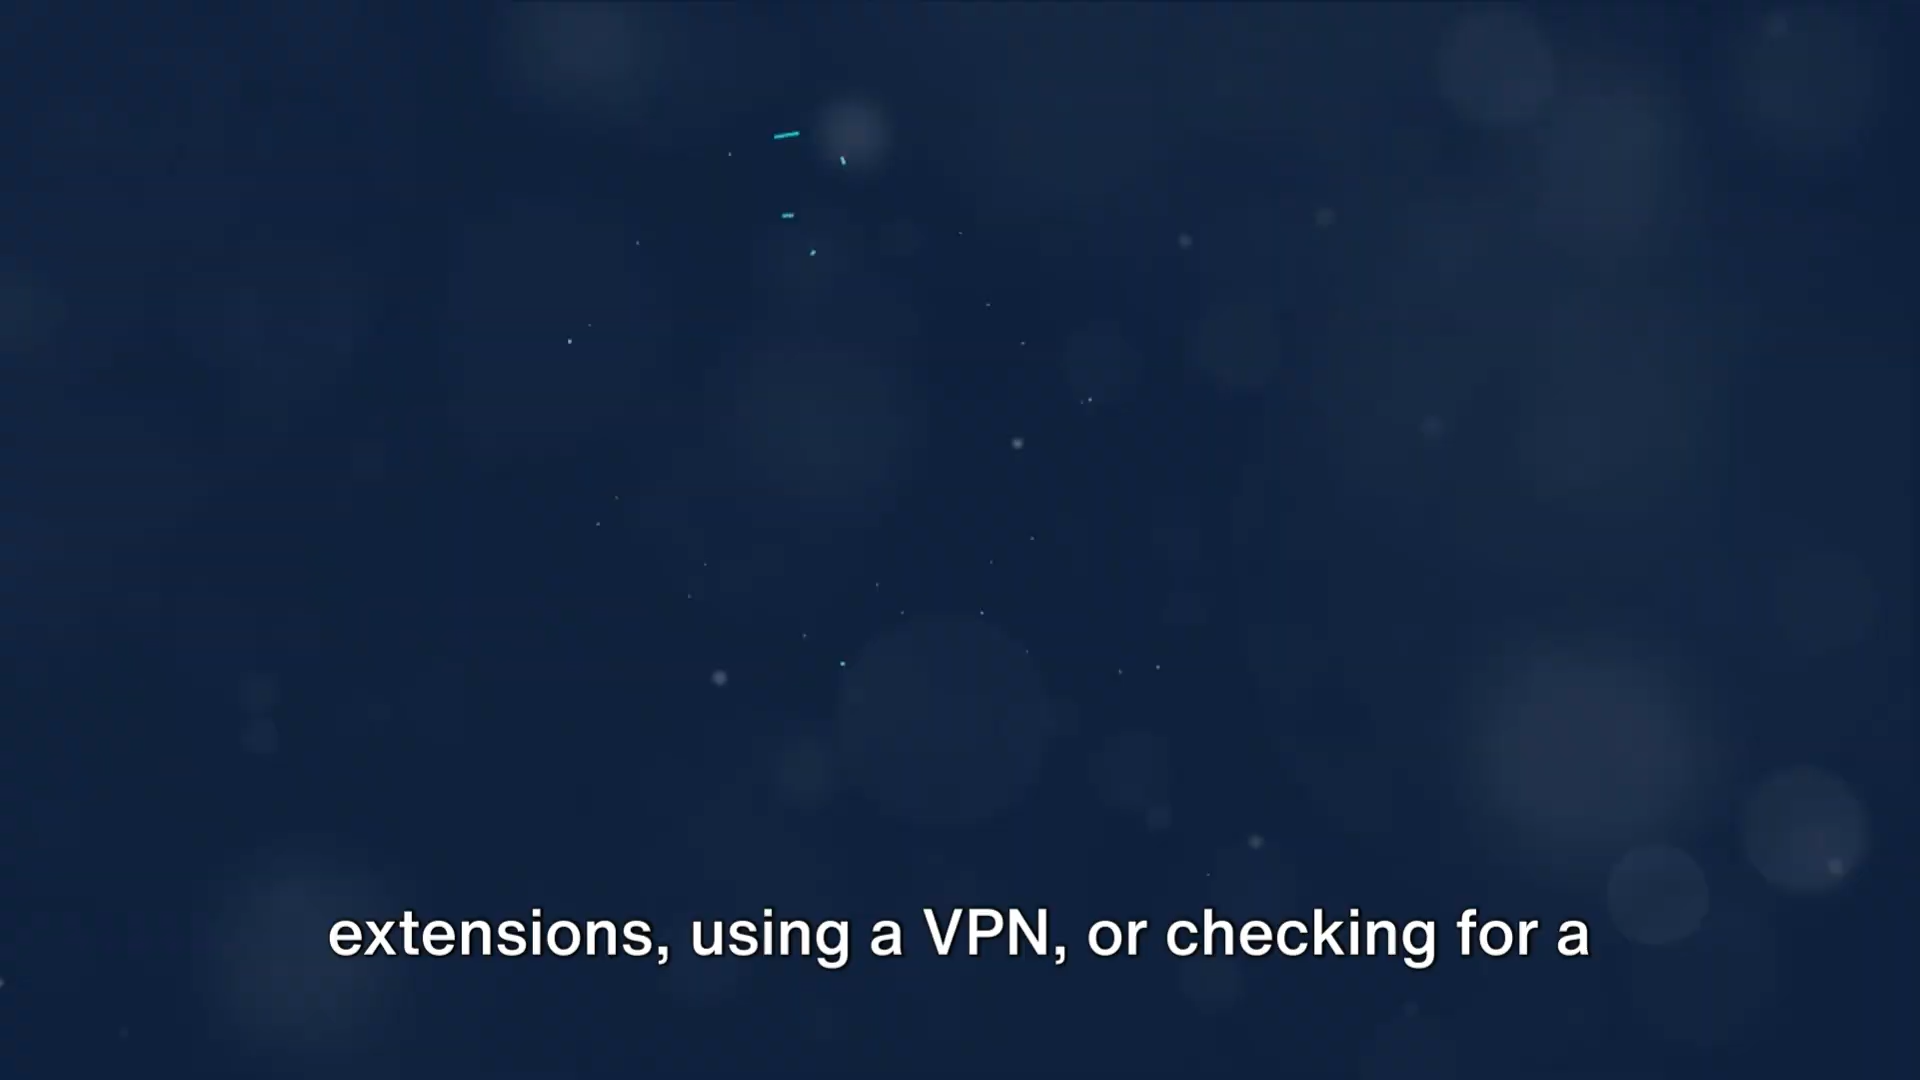 extensions, using a VPN, or checking for a